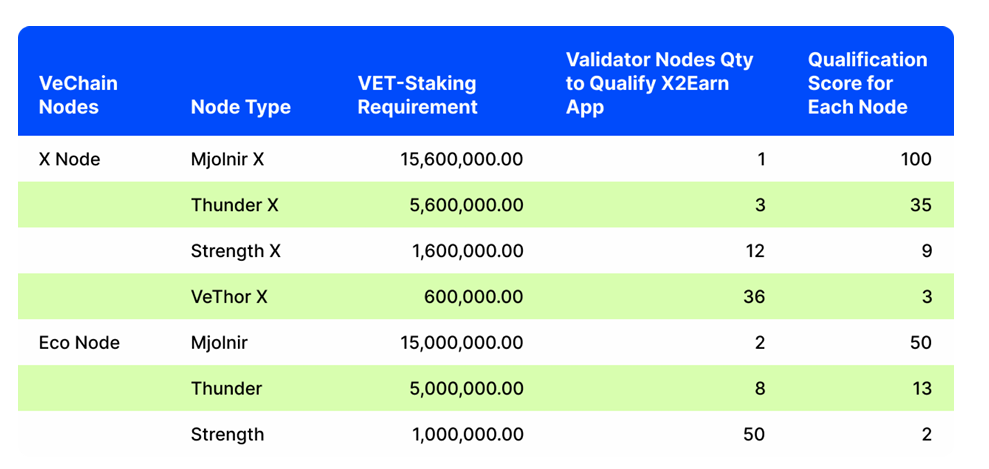 VeChain Nodes Node Type VET-Staking Requirement Validator Nodes Qty to Qualify X2Earn App Qualification Score for Each Node
X Node Mjolnir X 15,600,000.00 1 100
Thunder X 5,600,000.00 3 35
Strength X 1,600,000.00 12 9
VeThor X 600,000.00 36 3
Eco Node Mjolnir 15,000,000.00 2 50
Thunder 5,000,000.00 8 13
Strength 1,000,000.00 50 2